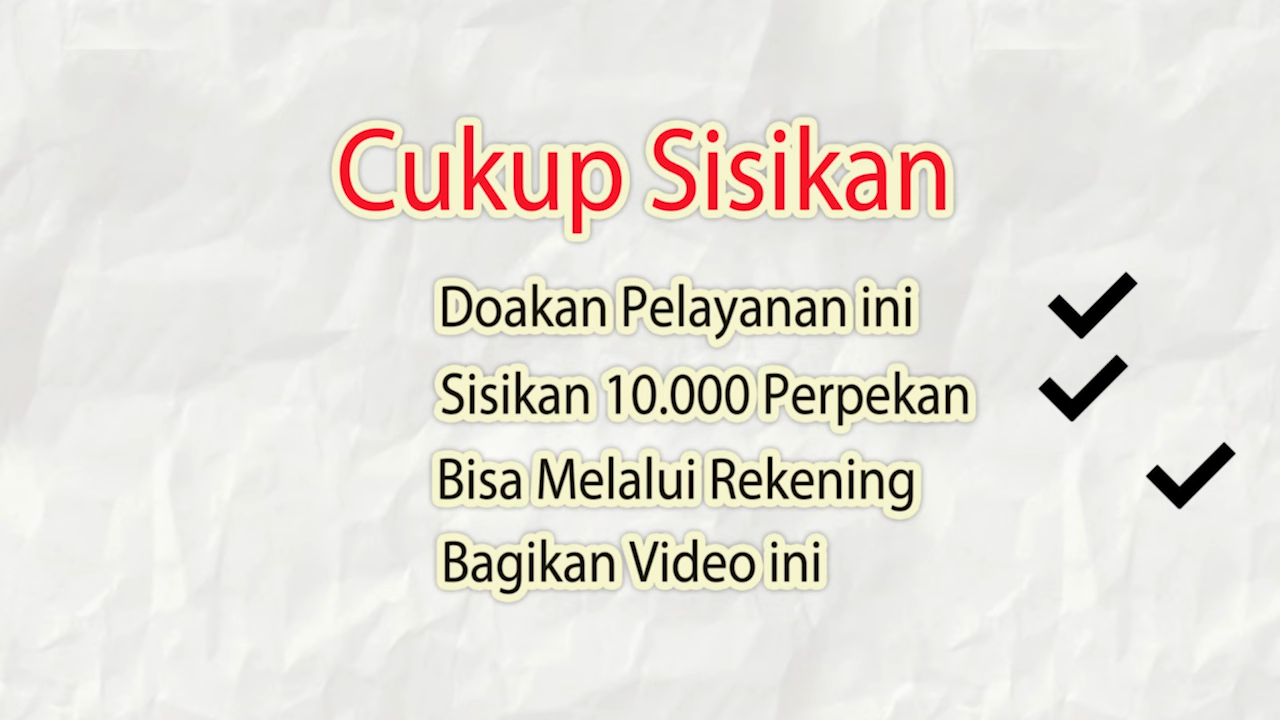 Cukup Sisikan
Doakan Pelayanan ini
Sisikan 10.000 Perpekan
Bisa Melalui Rekening
Bagikan Video ini